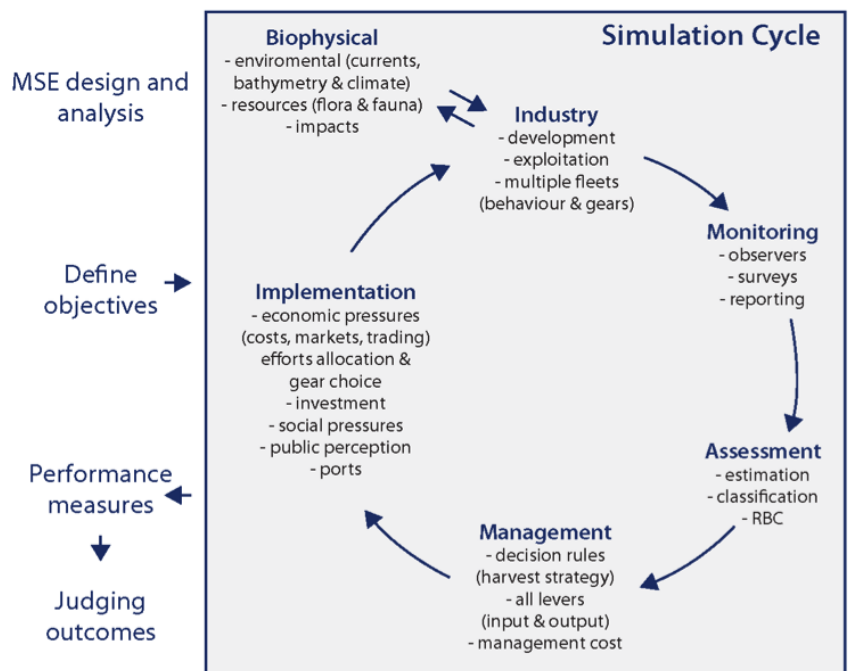 Simulation Cycle
MSE design and
analysis
Define
objectives
Performance
measures
Judging
outcomes
Biophysical
- enviromental (currents,
bathymetry & climate)
- resources (flora & fauna)
- impacts
Industry
- development
- exploitation
- multiple fleets
(behaviour & gears)
Monitoring
- observers
- surveys
- reporting
Assessment
- estimation
- classification
- RBC
Management
- decision rules
(harvest strategy)
- all levers
(input & output)
- management cost
Implementation
- economic pressures
(costs, markets, trading)
efforts allocation &
gear choice
- investment
- social pressures
- public perception
- ports